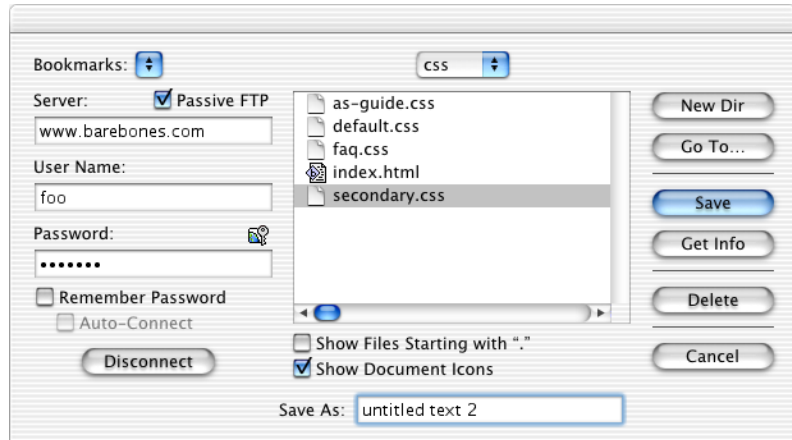 Bookmarks:
css
Server:
Passive FTP
www.barebones.com
User Name:
foo
Password:
•••••••
Remember Password
Auto-Connect
Disconnect
as-guide.css
default.css
faq.css
index.html
secondary.css
Show Files Starting with “.”
Show Document Icons
New Dir
Go To...
Save
Get Info
Delete
Cancel
Save As:
untitled text 2